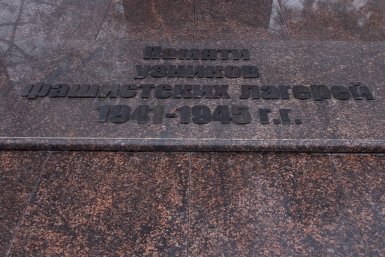 Памяти
узников
фашистских лагерей
1941-1945 г.г.